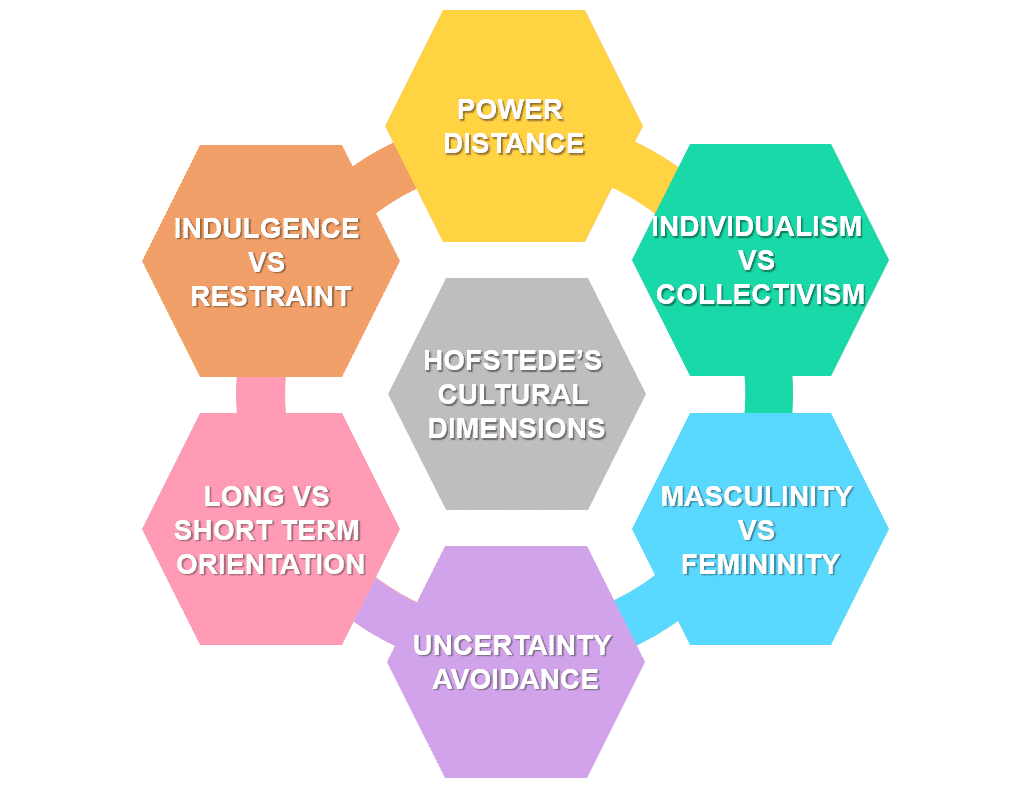 POWER
DISTANCE
INDIVIDUALISM
VS
COLLECTIVISM
MASCULINITY
VS
FEMININITY
UNCERTAINTY
AVOIDANCE
LONG VS
SHORT TERM
ORIENTATION
INDULGENCE
VS
RESTRAINT
HOFSTEDE’S
CULTURAL
DIMENSIONS